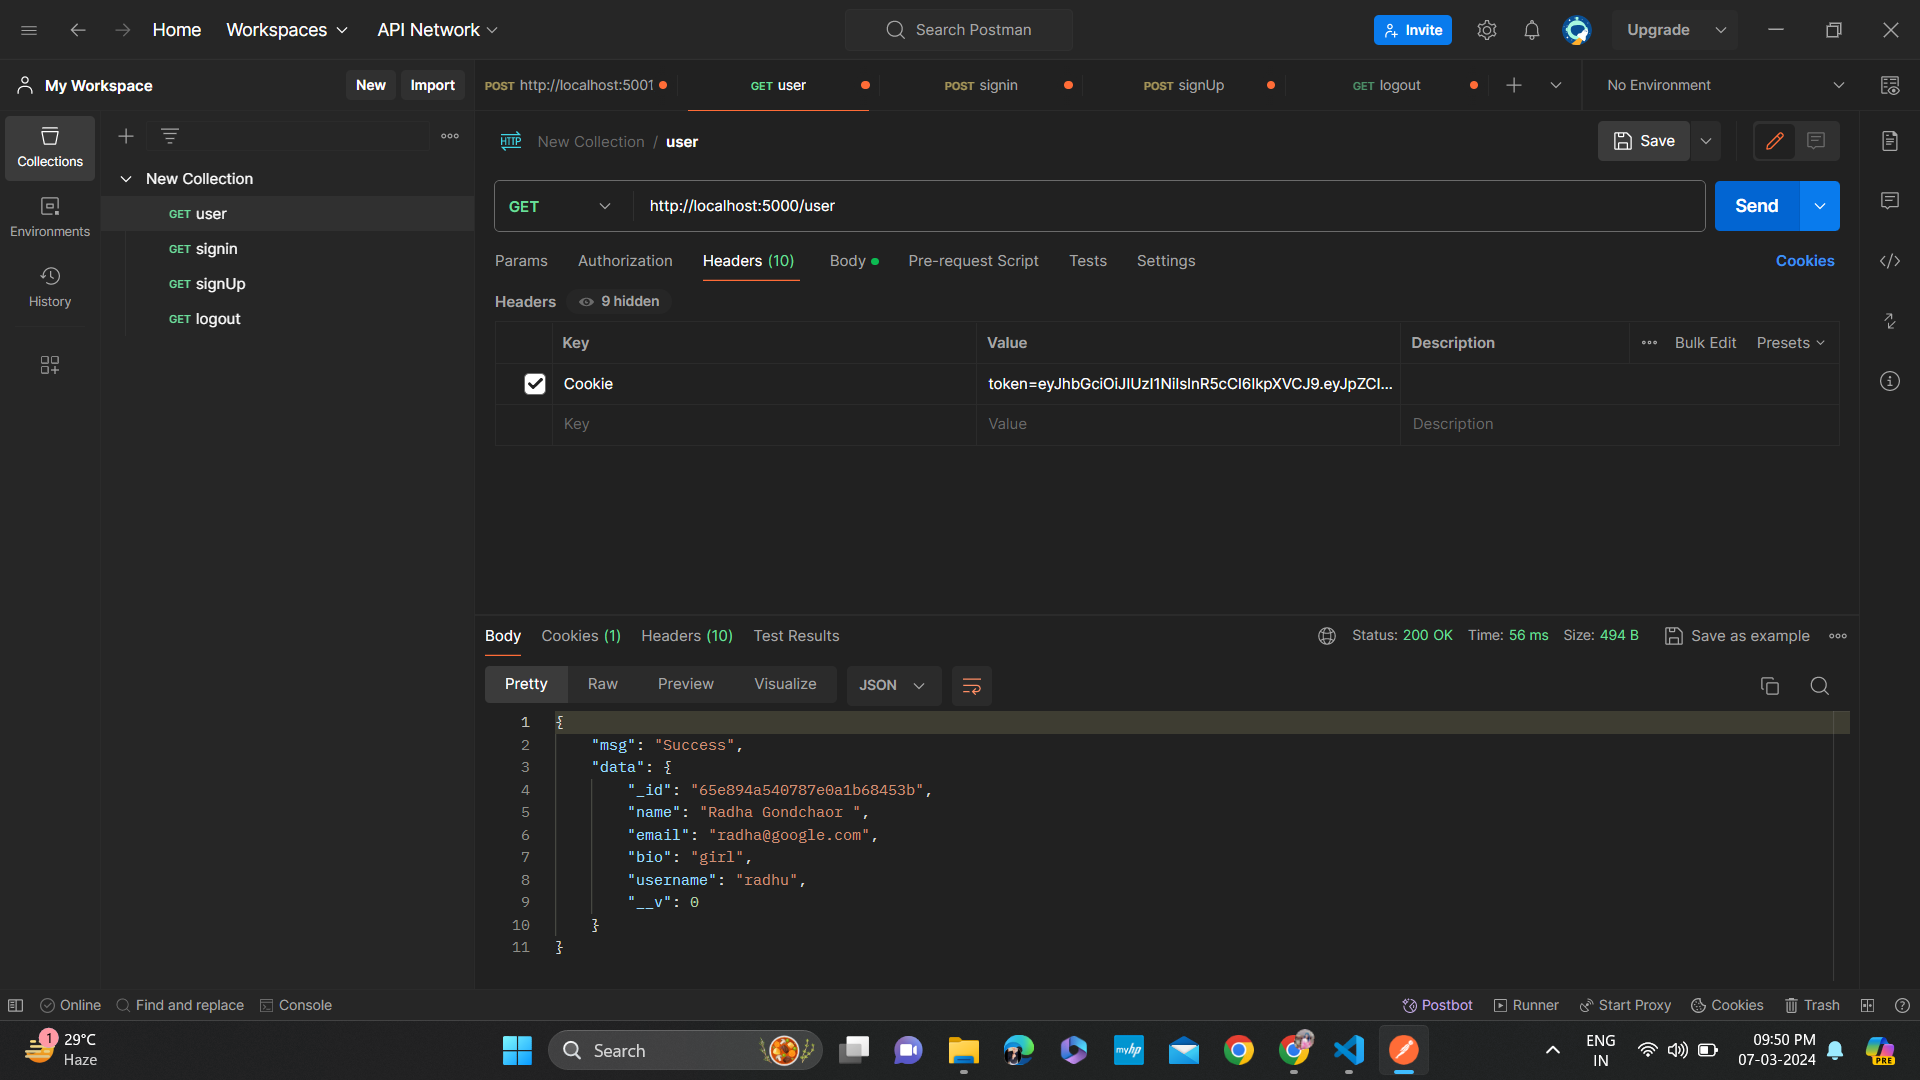 Home Workspaces API Network Search Postman Invite Upgrade
My Workspace New Import
POST http://localhost:5001 GET user POST signin POST signUp GET logout No Environment
Collections
Environments
History
New Collection
GET user
GET signin
GET signUp
GET logout
HTTP New Collection / user Save
GET http://localhost:5000/user Send
Params Authorization Headers (10) Body Pre-request Script Tests Settings Cookies
Headers 9 hidden
Key Value Description Bulk Edit Presets
Cookie token=eyJhbGciOiJIUzI1NiIsInR5cCI6IkpXVCJ9.eyJpZCI...
Key Value Description
Body Cookies (1) Headers (10) Test Results Status: 200 OK Time: 56 ms Size: 494 B Save as example
Pretty Raw Preview Visualize JSON
1 {
2 "msg": "Success",
3 "data": {
4 "_id": "65e894a540787e0a1b68453b",
5 "name": "Radha Gondchaor ",
6 "email": "radha@google.com",
7 "bio": "girl",
8 "username": "radhu",
9 "__v": 0
10 }
11 }
Online Find and replace Console Postbot Runner Start Proxy Cookies Trash
1 29°C
Haze
Search
myhp
ENG
IN
09:50 PM
07-03-2024
PRE